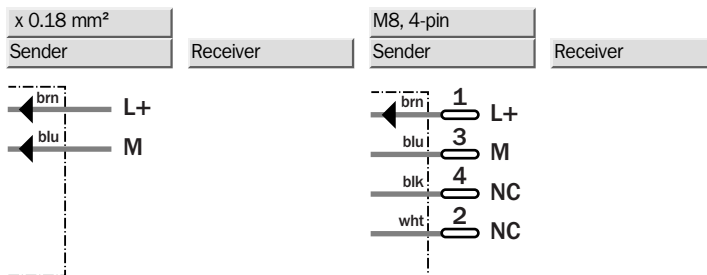 x 0.18 mm²
Sender
Receiver
brn
L+
blu
M
M8, 4-pin
Sender
Receiver
brn
1
L+
blu
3
M
blk
4
NC
wht
2
NC